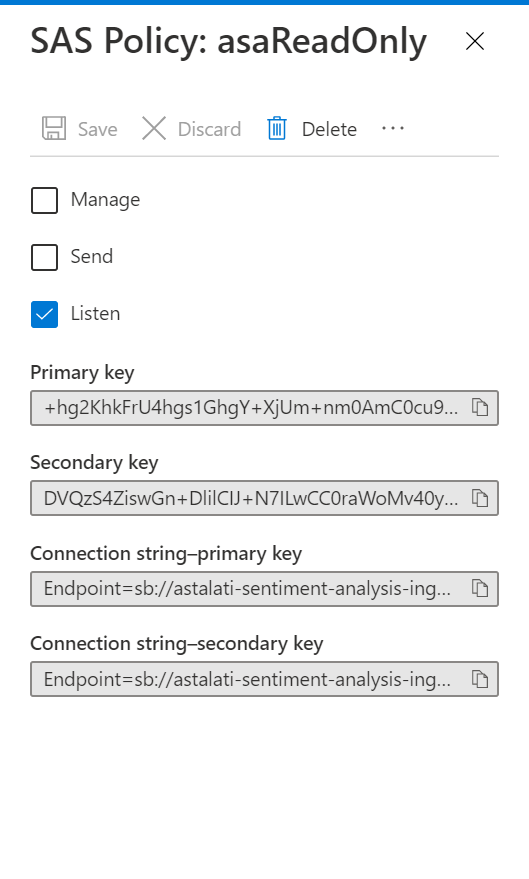 SAS Policy: asaReadOnly
Save Discard Delete ...
Manage
Send
Listen
Primary key
+hg2KhkFrU4hgs1GhgY+XjUm+nm0AmC0cu9...
Secondary key
DVQzS4ZiswGn+DlilCIJ+N7ILwCC0raWoMv40y...
Connection string–primary key
Endpoint=sb://astalati-sentiment-analysis-ing...
Connection string–secondary key
Endpoint=sb://astalati-sentiment-analysis-ing...